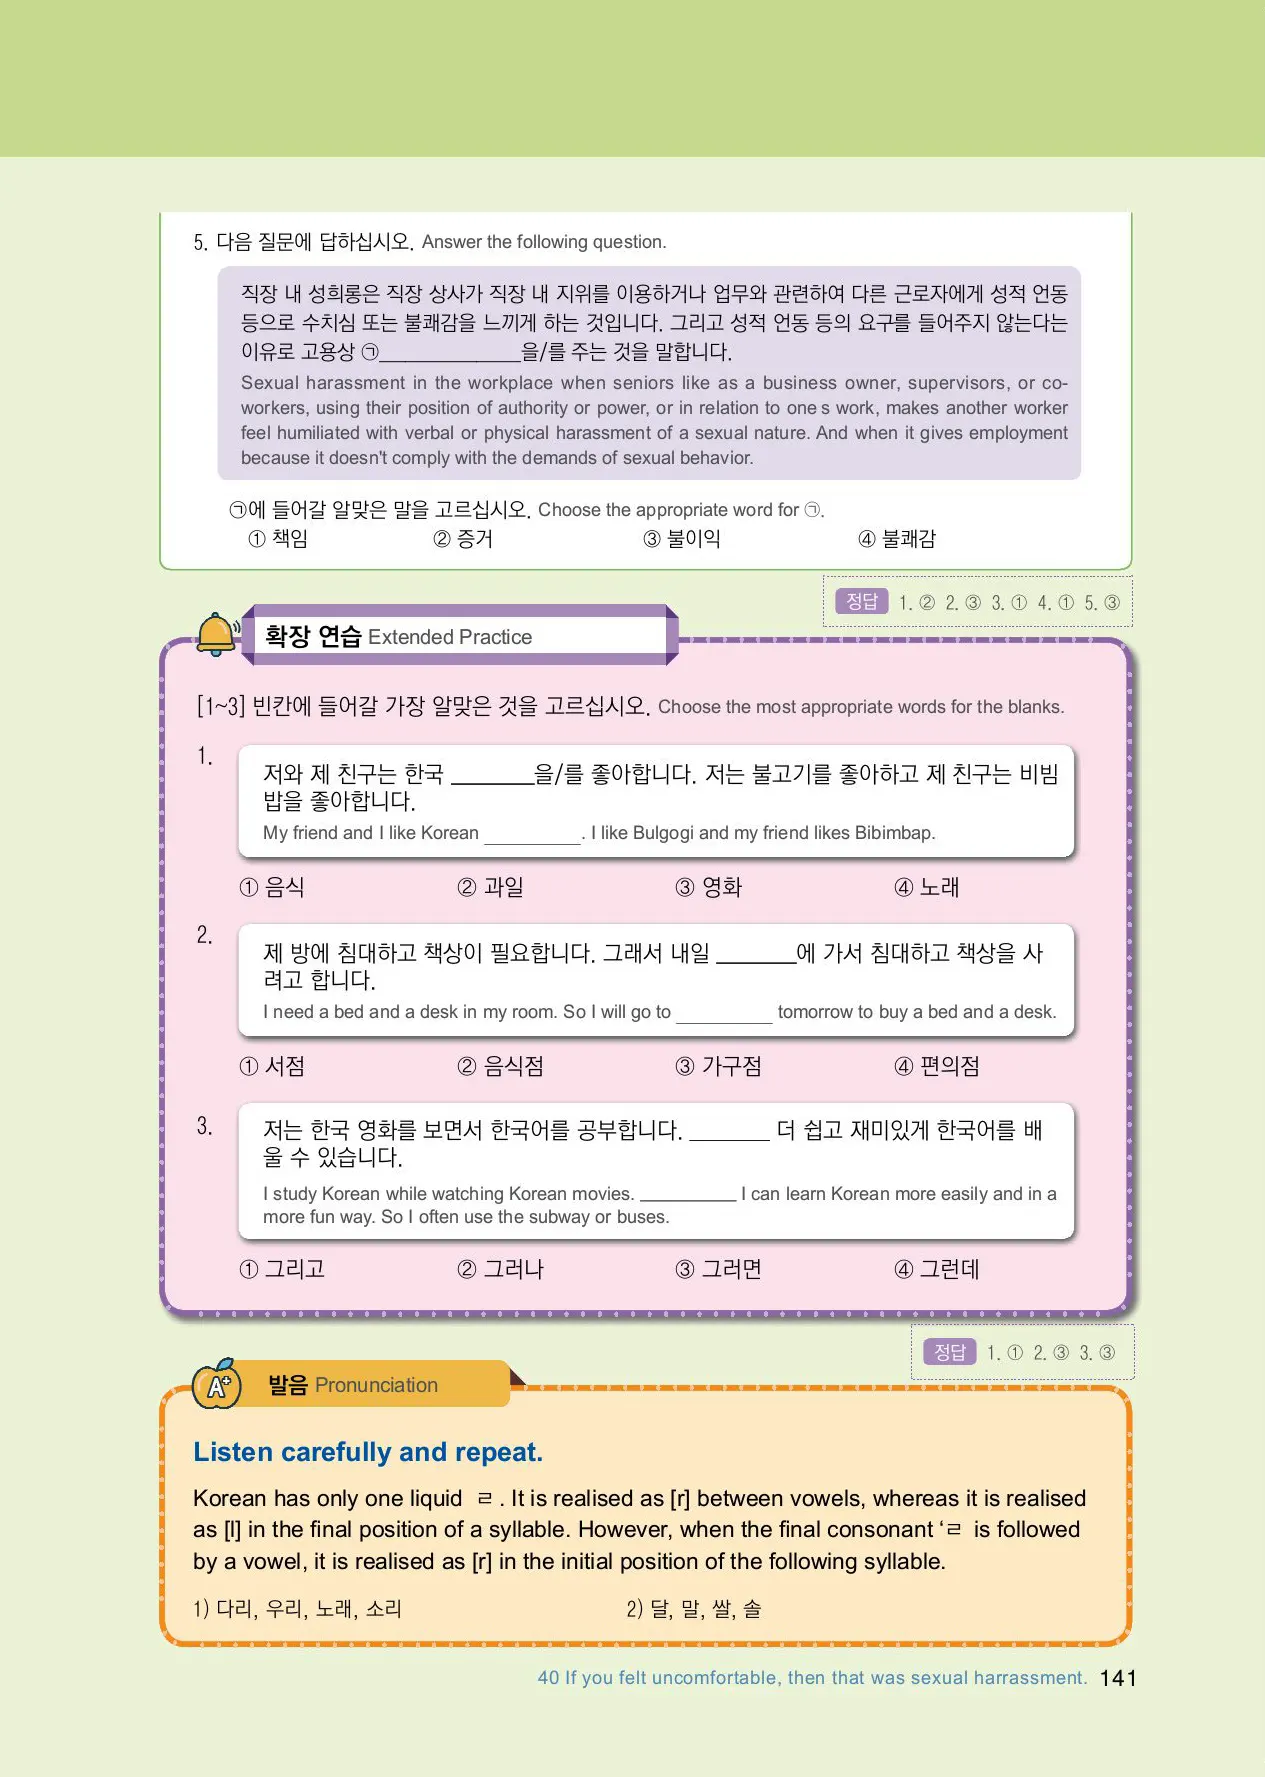 5. 다음 질문에 답하십시오. Answer the following question.
직장 내 성희롱은 직장 상사가 직장 내 지위를 이용하거나 업무와 관련하여 다른 근로자에게 성적 언동
등으로 수치심 또는 불쾌감을 느끼게 하는 것입니다. 그리고 성적 언동 등의 요구를 들어주지 않는다는
이유로 고용상 ㉠______________을/를 주는 것을 말합니다.
Sexual harassment in the workplace when seniors like as a business owner, supervisors, or co-
workers, using their position of authority or power, or in relation to one s work, makes another worker
feel humiliated with verbal or physical harassment of a sexual nature. And when it gives employment
because it doesn't comply with the demands of sexual behavior.
㉠에 들어갈 알맞은 말을 고르십시오. Choose the appropriate word for ㉠.
① 책임 ② 증거 ③ 불이익 ④ 불쾌감
정답 1. ② 2. ③ 3. ① 4. ① 5. ③
확장 연습 Extended Practice
[1~3] 빈칸에 들어갈 가장 알맞은 것을 고르십시오. Choose the most appropriate words for the blanks.
1.
저와 제 친구는 한국 ________을/를 좋아합니다. 저는 불고기를 좋아하고 제 친구는 비빔
밥을 좋아합니다.
My friend and I like Korean __________. I like Bulgogi and my friend likes Bibimbap.
① 음식 ② 과일 ③ 영화 ④ 노래
2.
제 방에 침대하고 책상이 필요합니다. 그래서 내일 ________에 가서 침대하고 책상을 사
려고 합니다.
I need a bed and a desk in my room. So I will go to __________ tomorrow to buy a bed and a desk.
① 서점 ② 음식점 ③ 가구점 ④ 편의점
3.
저는 한국 영화를 보면서 한국어를 공부합니다. ________ 더 쉽고 재미있게 한국어를 배
울 수 있습니다.
I study Korean while watching Korean movies. __________ I can learn Korean more easily and in a
more fun way. So I often use the subway or buses.
① 그리고 ② 그러나 ③ 그러면 ④ 그런데
정답 1. ① 2. ③ 3. ③
A+ 발음 Pronunciation
Listen carefully and repeat.
Korean has only one liquid ㄹ. It is realised as [r] between vowels, whereas it is realised
as [l] in the final position of a syllable. However, when the final consonant ‘ㄹ is followed
by a vowel, it is realised as [r] in the initial position of the following syllable.
1) 다리, 우리, 노래, 소리 2) 달, 말, 쌀, 솔
40 If you felt uncomfortable, then that was sexual harrassment. 141